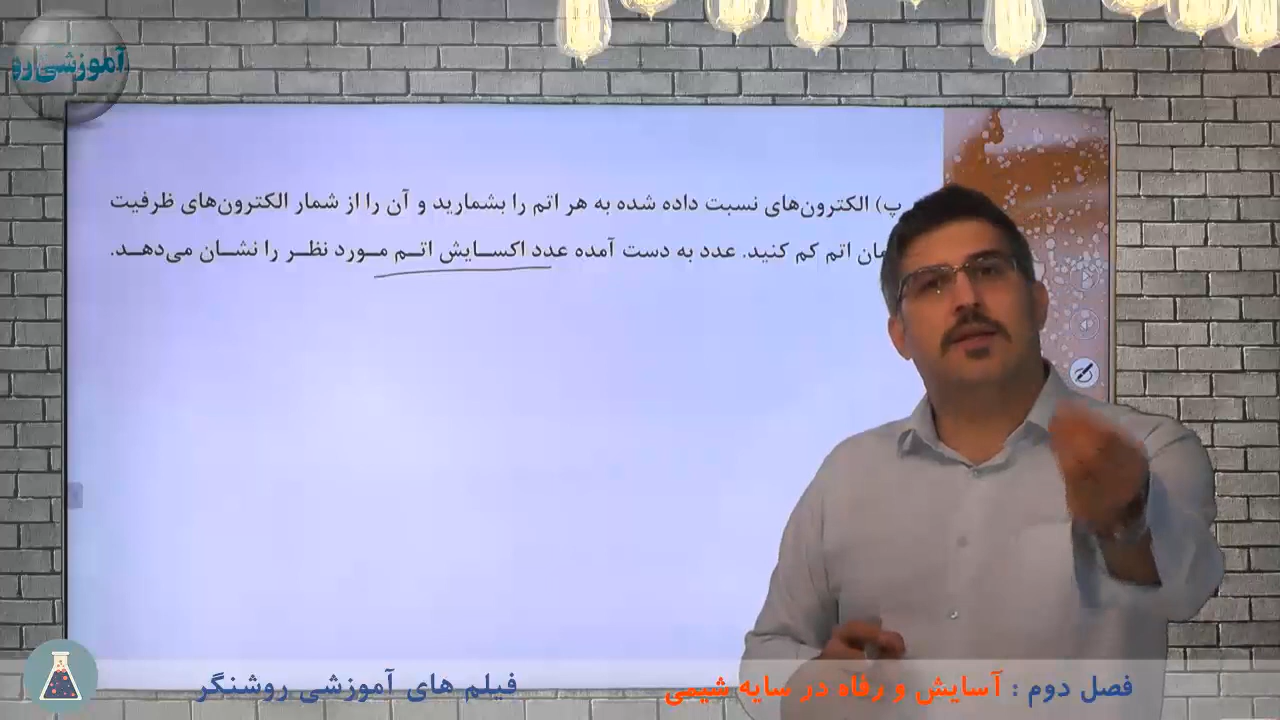 آموزشی رو
پ) الکترون‌های نسبت داده شده به هر اتم را بشمارید و آن را از شمار الکترون‌های ظرفیت
اتم کم کنید. عدد به دست آمده عدد اکسایش اتم مورد نظر را نشان می‌دهد.
فصل دوم : آسایش و رفاه در سایه شیمی
فیلم های آموزشی روشنگر